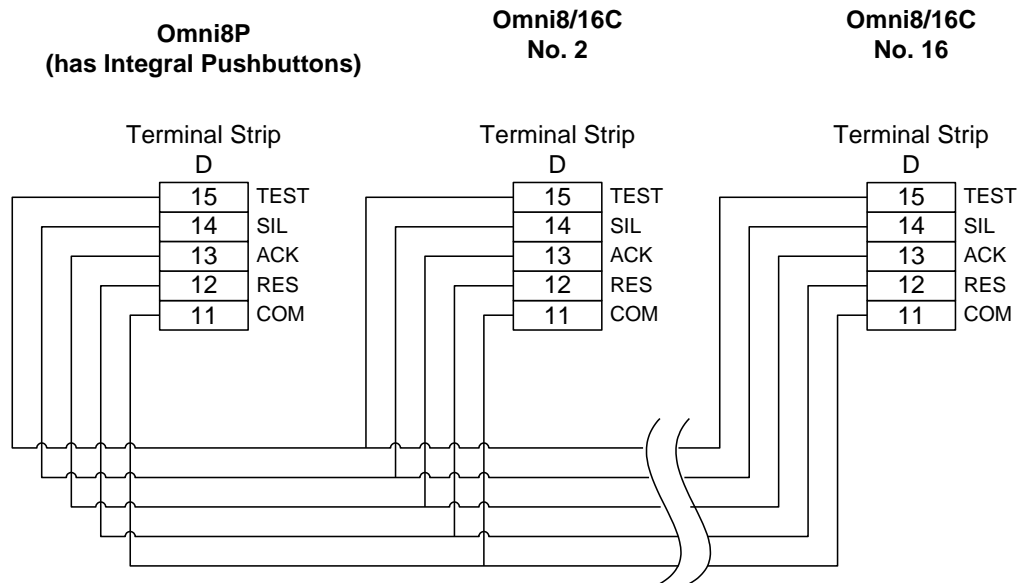 Omni8P
(has Integral Pushbuttons)
Omni8/16C
No. 2
Omni8/16C
No. 16
Terminal Strip
D
15 TEST
14 SIL
13 ACK
12 RES
11 COM
Terminal Strip
D
15 TEST
14 SIL
13 ACK
12 RES
11 COM
Terminal Strip
D
15 TEST
14 SIL
13 ACK
12 RES
11 COM